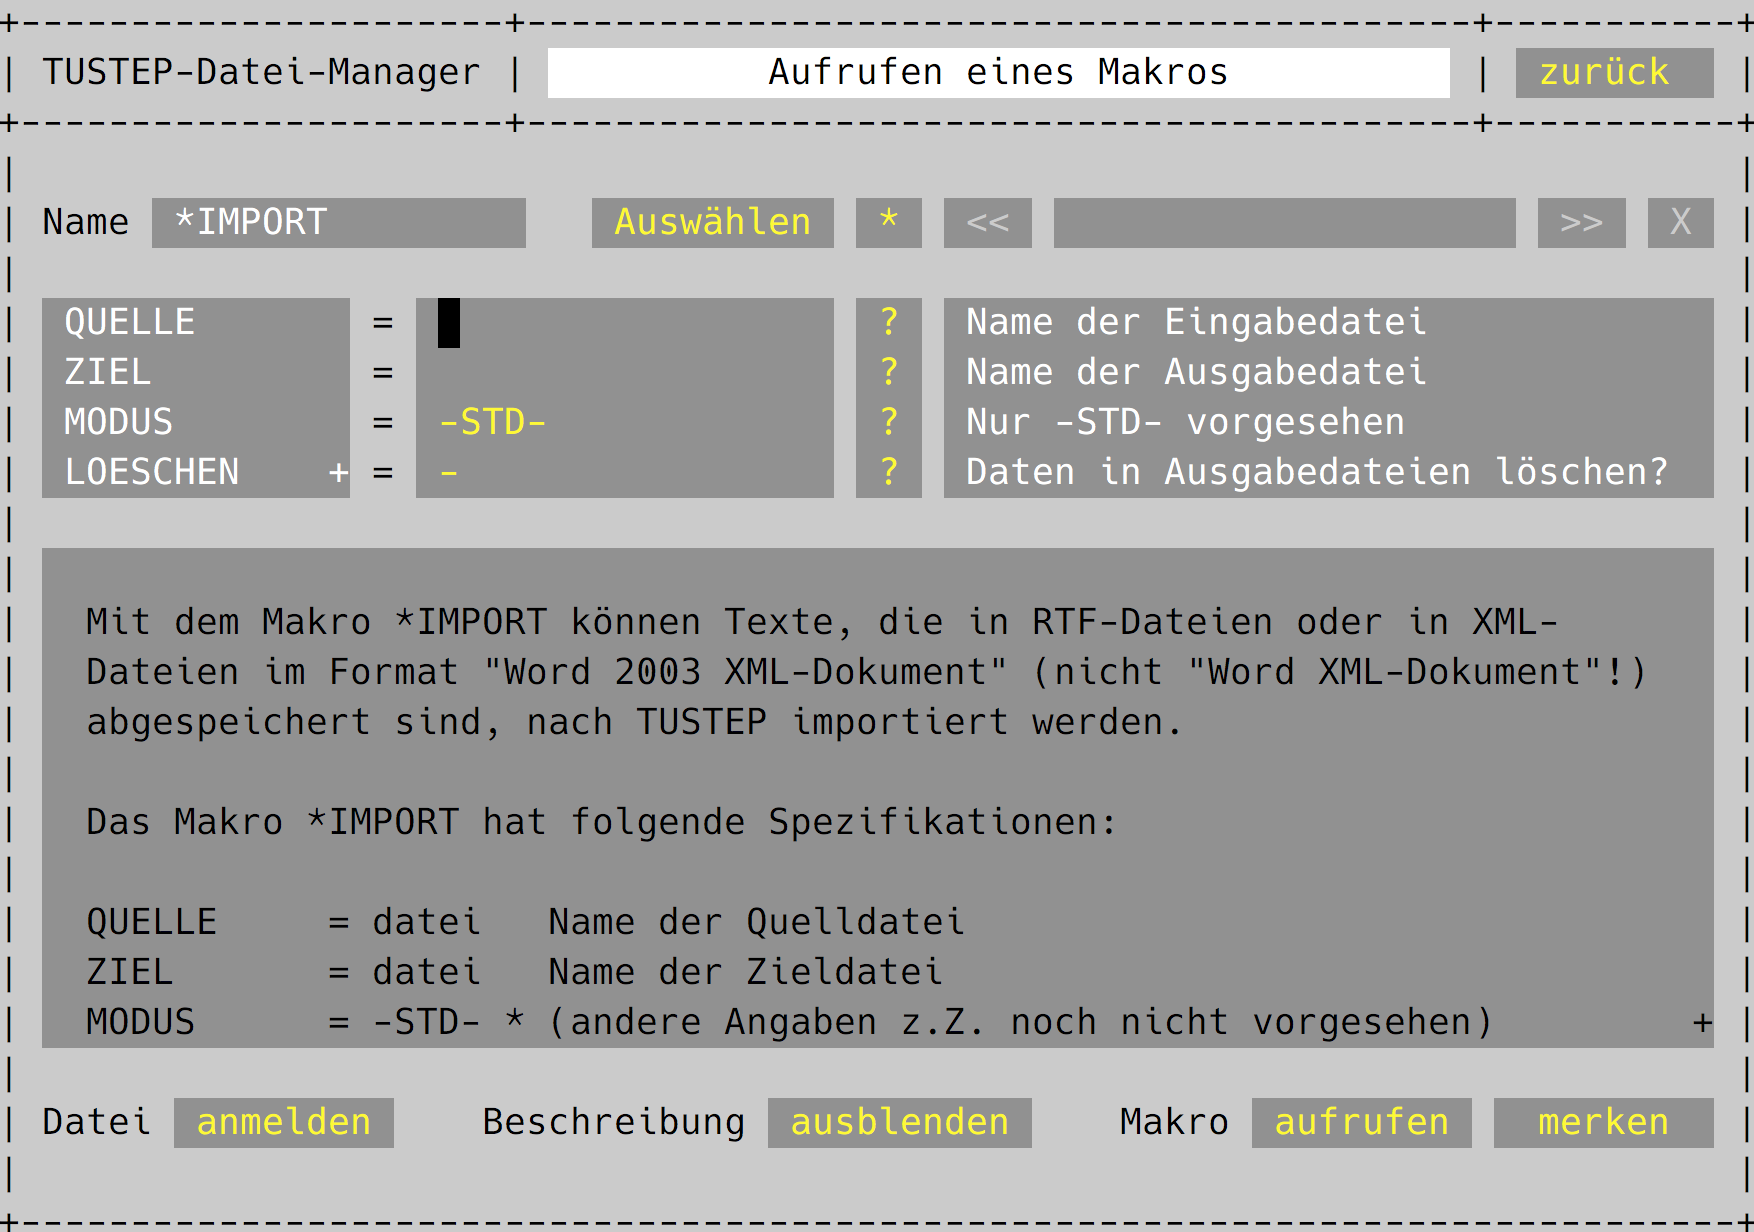 TUSTEP-Datei-Manager | Aufrufen eines Makros | zurück
Name *IMPORT Auswählen * << >> X
QUELLE = ? Name der Eingabedatei
ZIEL = ? Name der Ausgabedatei
MODUS = -STD- ? Nur -STD- vorgesehen
LOESCHEN + = - ? Daten in Ausgabedateien löschen?
Mit dem Makro *IMPORT können Texte, die in RTF-Dateien oder in XML-
Dateien im Format "Word 2003 XML-Dokument" (nicht "Word XML-Dokument"!)
abgespeichert sind, nach TUSTEP importiert werden.
Das Makro *IMPORT hat folgende Spezifikationen:
QUELLE = datei Name der Quelldatei
ZIEL = datei Name der Zieldatei
MODUS = -STD- * (andere Angaben z.Z. noch nicht vorgesehen) +
Datei anmelden Beschreibung ausblenden Makro aufrufen merken